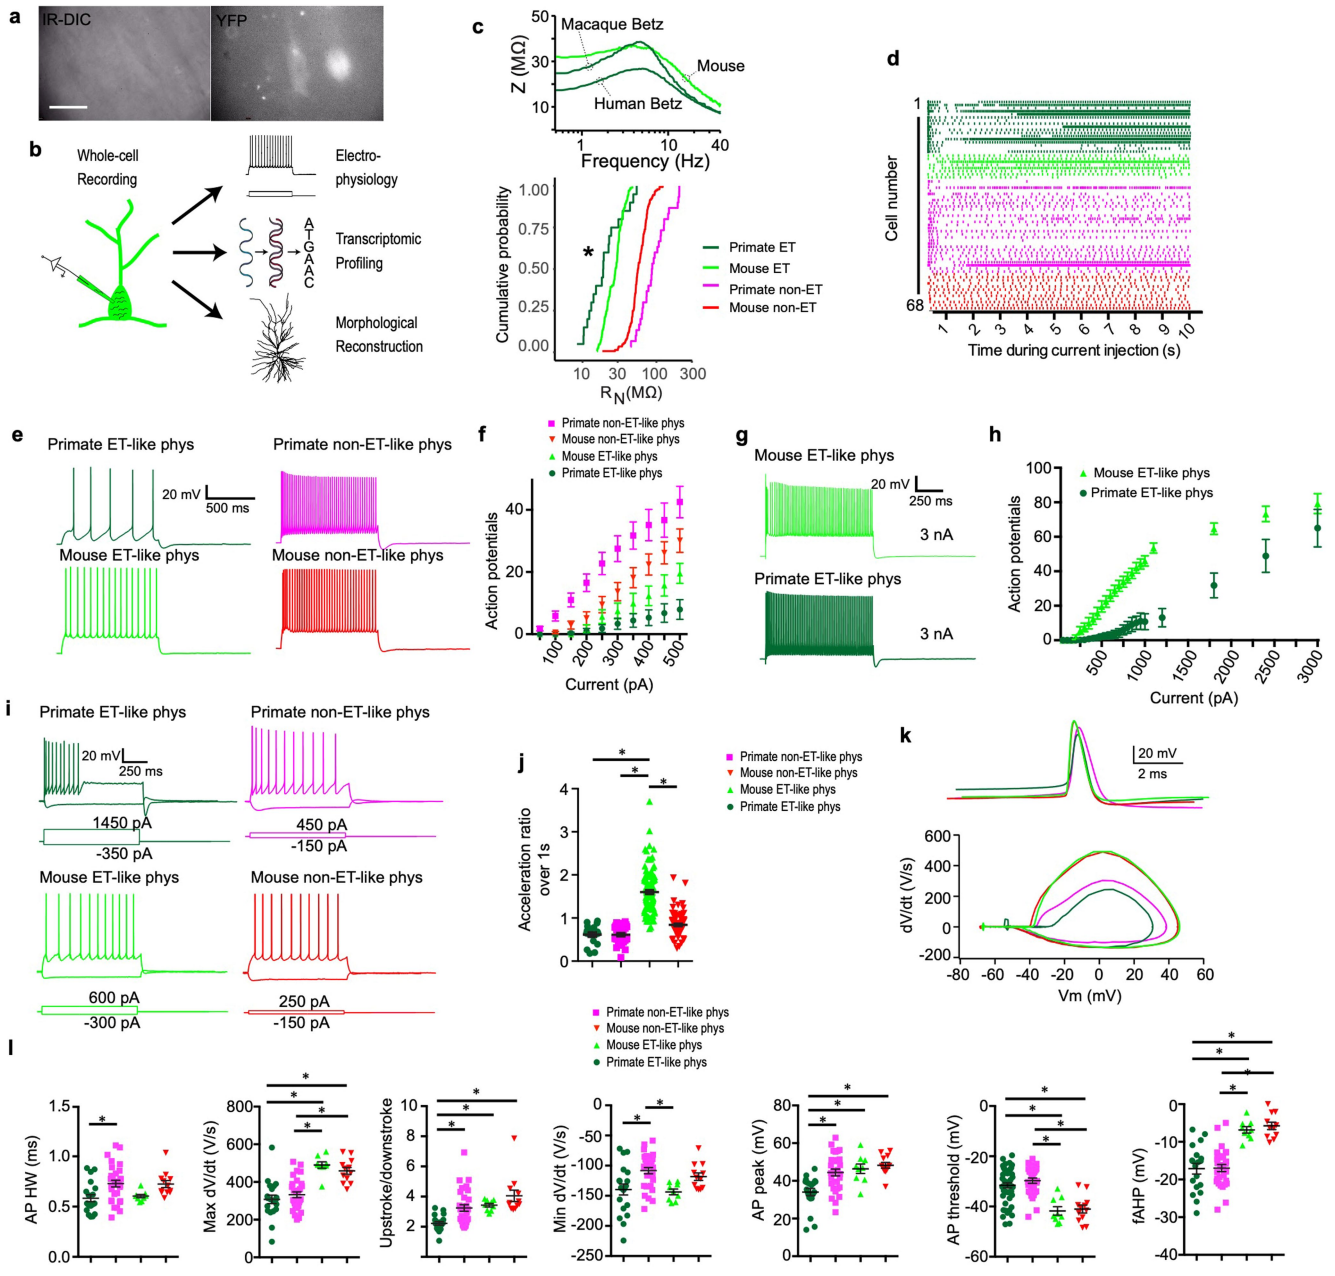 a
IR-DIC
YFP
b
Whole-cell
Recording
Electro-
physiology
A
T
G
A
A
C
Transcriptomic
Profiling
Morphological
Reconstruction
c
Z (MΩ)
50
30
10
Macaque Betz
Mouse
Human Betz
1
10
40
Frequency (Hz)
Cumulative probability
1.00
0.75
0.50
0.25
0.00
*
10
30
100
300
RN(MΩ)
Primate ET
Mouse ET
Primate non-ET
Mouse non-ET
d
Cell number
1
68
1 2 3 4 5 6 7 8 9 10
Time during current injection (s)
e
Primate ET-like phys
Primate non-ET-like phys
20 mV
500 ms
Mouse ET-like phys
Mouse non-ET-like phys
f
Primate non-ET-like phys
Mouse non-ET-like phys
Mouse ET-like phys
Primate ET-like phys
Action potentials
40
20
0
100 200 300 400 500
Current (pA)
g
Mouse ET-like phys
20 mV
250 ms
3 nA
Primate ET-like phys
3 nA
h
Mouse ET-like phys
Primate ET-like phys
Action potentials
100
80
60
40
20
0
500 1000 1500 2000 2500 3000
Current (pA)
i
Primate ET-like phys
Primate non-ET-like phys
20 mV
250 ms
1450 pA
-350 pA
450 pA
-150 pA
Mouse ET-like phys
Mouse non-ET-like phys
600 pA
-300 pA
250 pA
-150 pA
j
Acceleration ratio
over 1s
4
3
2
1
0
* * *
Primate non-ET-like phys
Mouse non-ET-like phys
Mouse ET-like phys
Primate ET-like phys
k
20 mV
2 ms
dV/dt (V/s)
600
400
200
0
-200
-80 -60 -40 -20 0 20 40 60
Vm (mV)
l
Primate non-ET-like phys
Mouse non-ET-like phys
Mouse ET-like phys
Primate ET-like phys
AP HW (ms)
1.5
1.0
0.5
0.0
*
Max dV/dt (V/s)
800
600
400
200
0
* * * *
Upstroke/downstroke
10
8
6
4
2
* * *
Min dV/dt (V/s)
0
-50
-100
-150
-200
-250
* *
AP peak (mV)
80
60
40
20
0
* * *
AP threshold (mV)
0
-20
-40
-60
* * * *
fAHP (mV)
0
-10
-20
-30
-40
* * * *